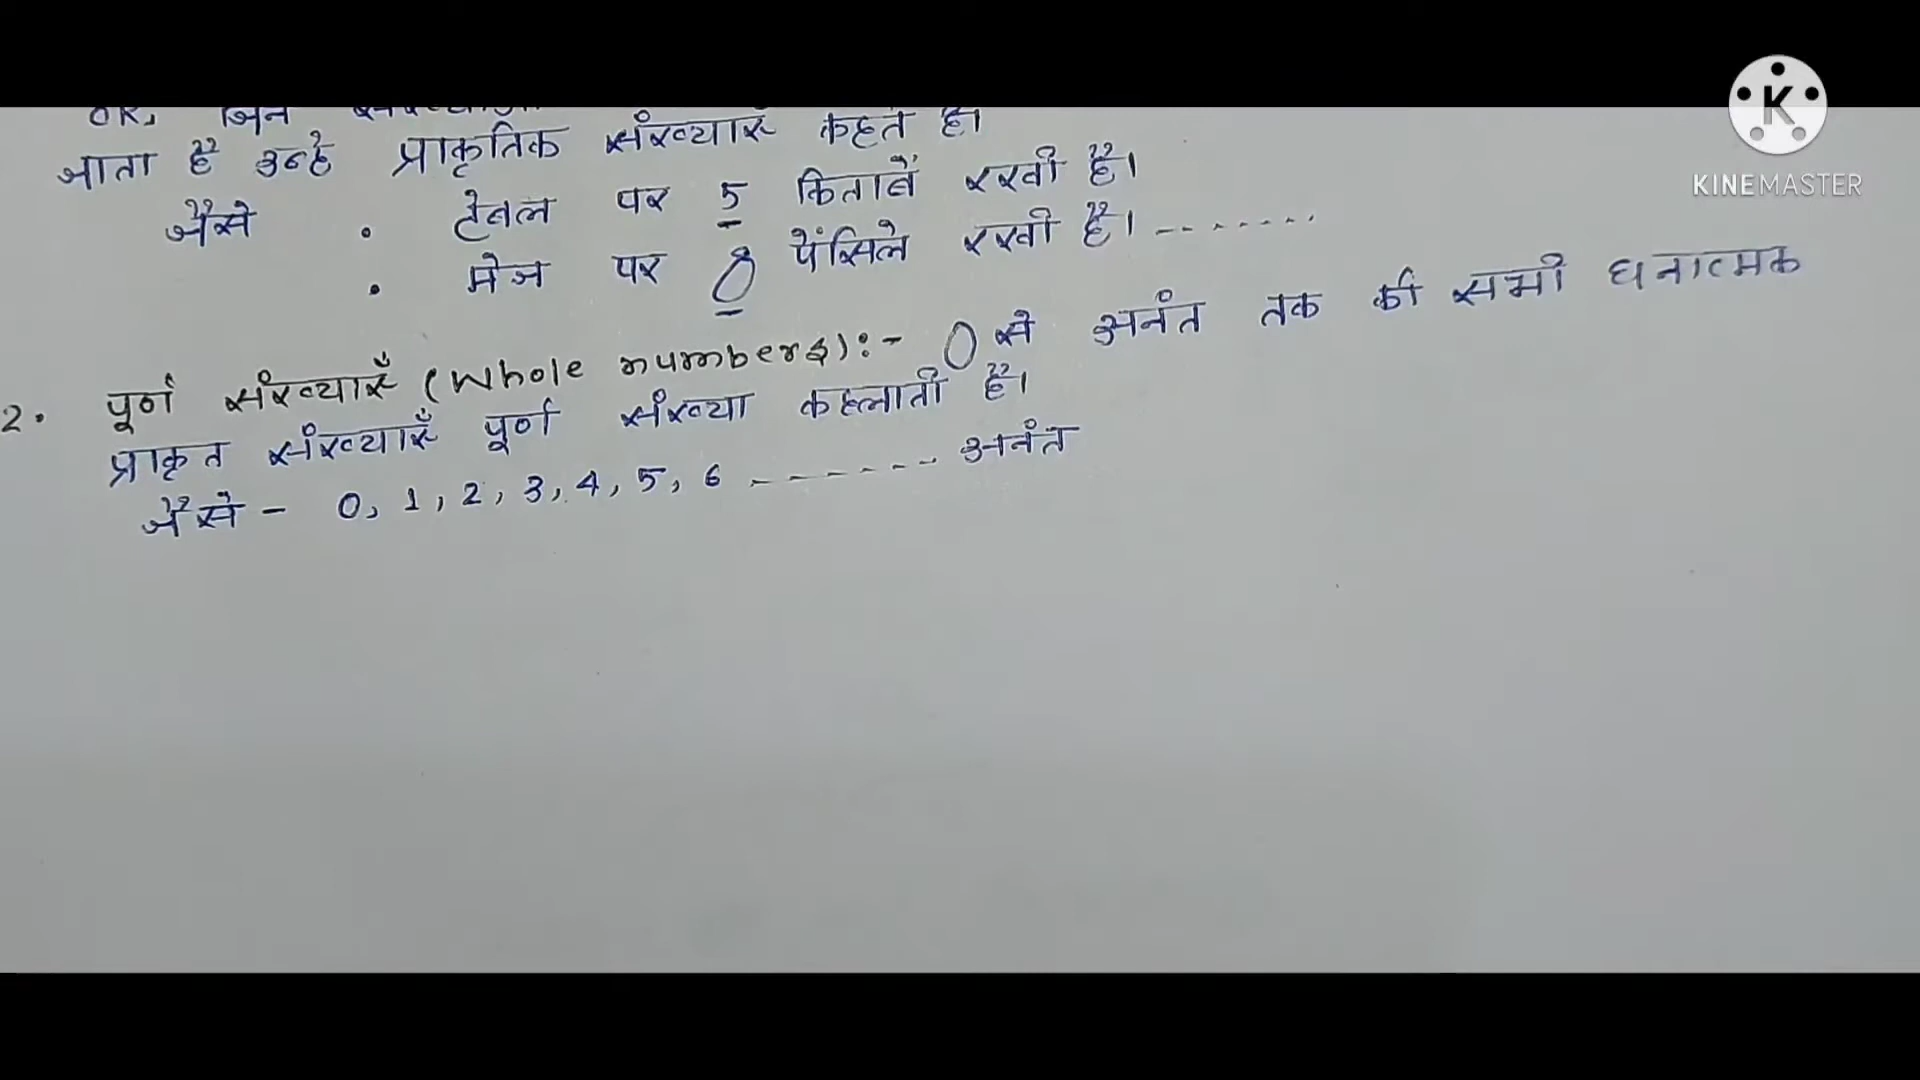 OR, जिन
जाता है उन्हे प्राकृतिक संख्याएँ कहते है।
जैसे • टेबल पर 5 किताबें रखी है।
• मेज पर 8 पेंसिले रखी है। -------
2. पूर्ण संख्याएँ (Whole numbers):- 0 से अनंत तक की सभी धनात्मक
प्राकृत संख्याएँ पूर्ण संख्या कहलाती है।
जैसे - 0, 1, 2, 3, 4, 5, 6 ------- अनंत
K
KINEMASTER